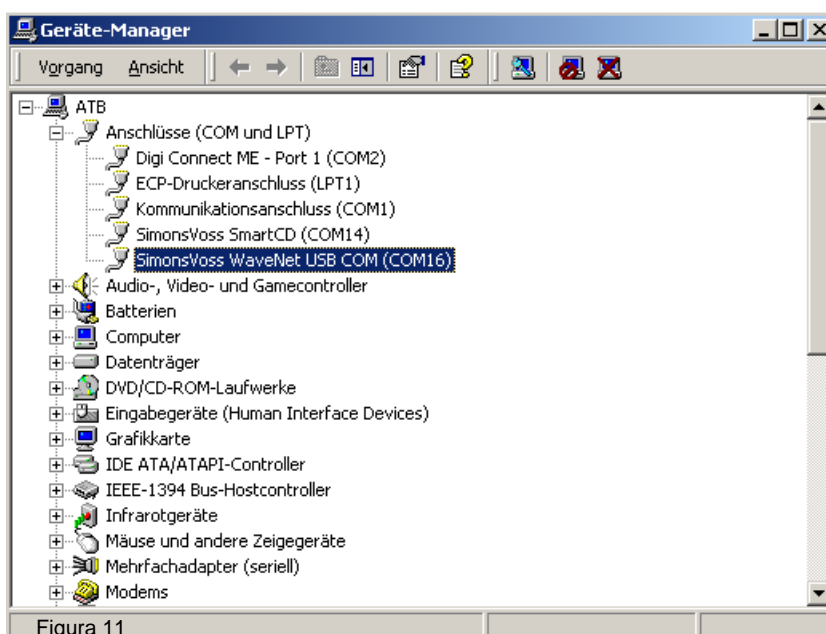 Geräte-Manager
Vorgang Ansicht
ATB
Anschlüsse (COM und LPT)
Digi Connect ME - Port 1 (COM2)
ECP-Druckeranschluss (LPT1)
Kommunikationsanschluss (COM1)
SimonsVoss SmartCD (COM14)
SimonsVoss WaveNet USB COM (COM16)
Audio-, Video- und Gamecontroller
Batterien
Computer
Datenträger
DVD/CD-ROM-Laufwerke
Eingabegeräte (Human Interface Devices)
Grafikkarte
IDE ATA/ATAPI-Controller
IEEE-1394 Bus-Hostcontroller
Infrarotgeräte
Mäuse und andere Zeigegeräte
Mehrfachadapter (seriell)
Modems
Figura 11